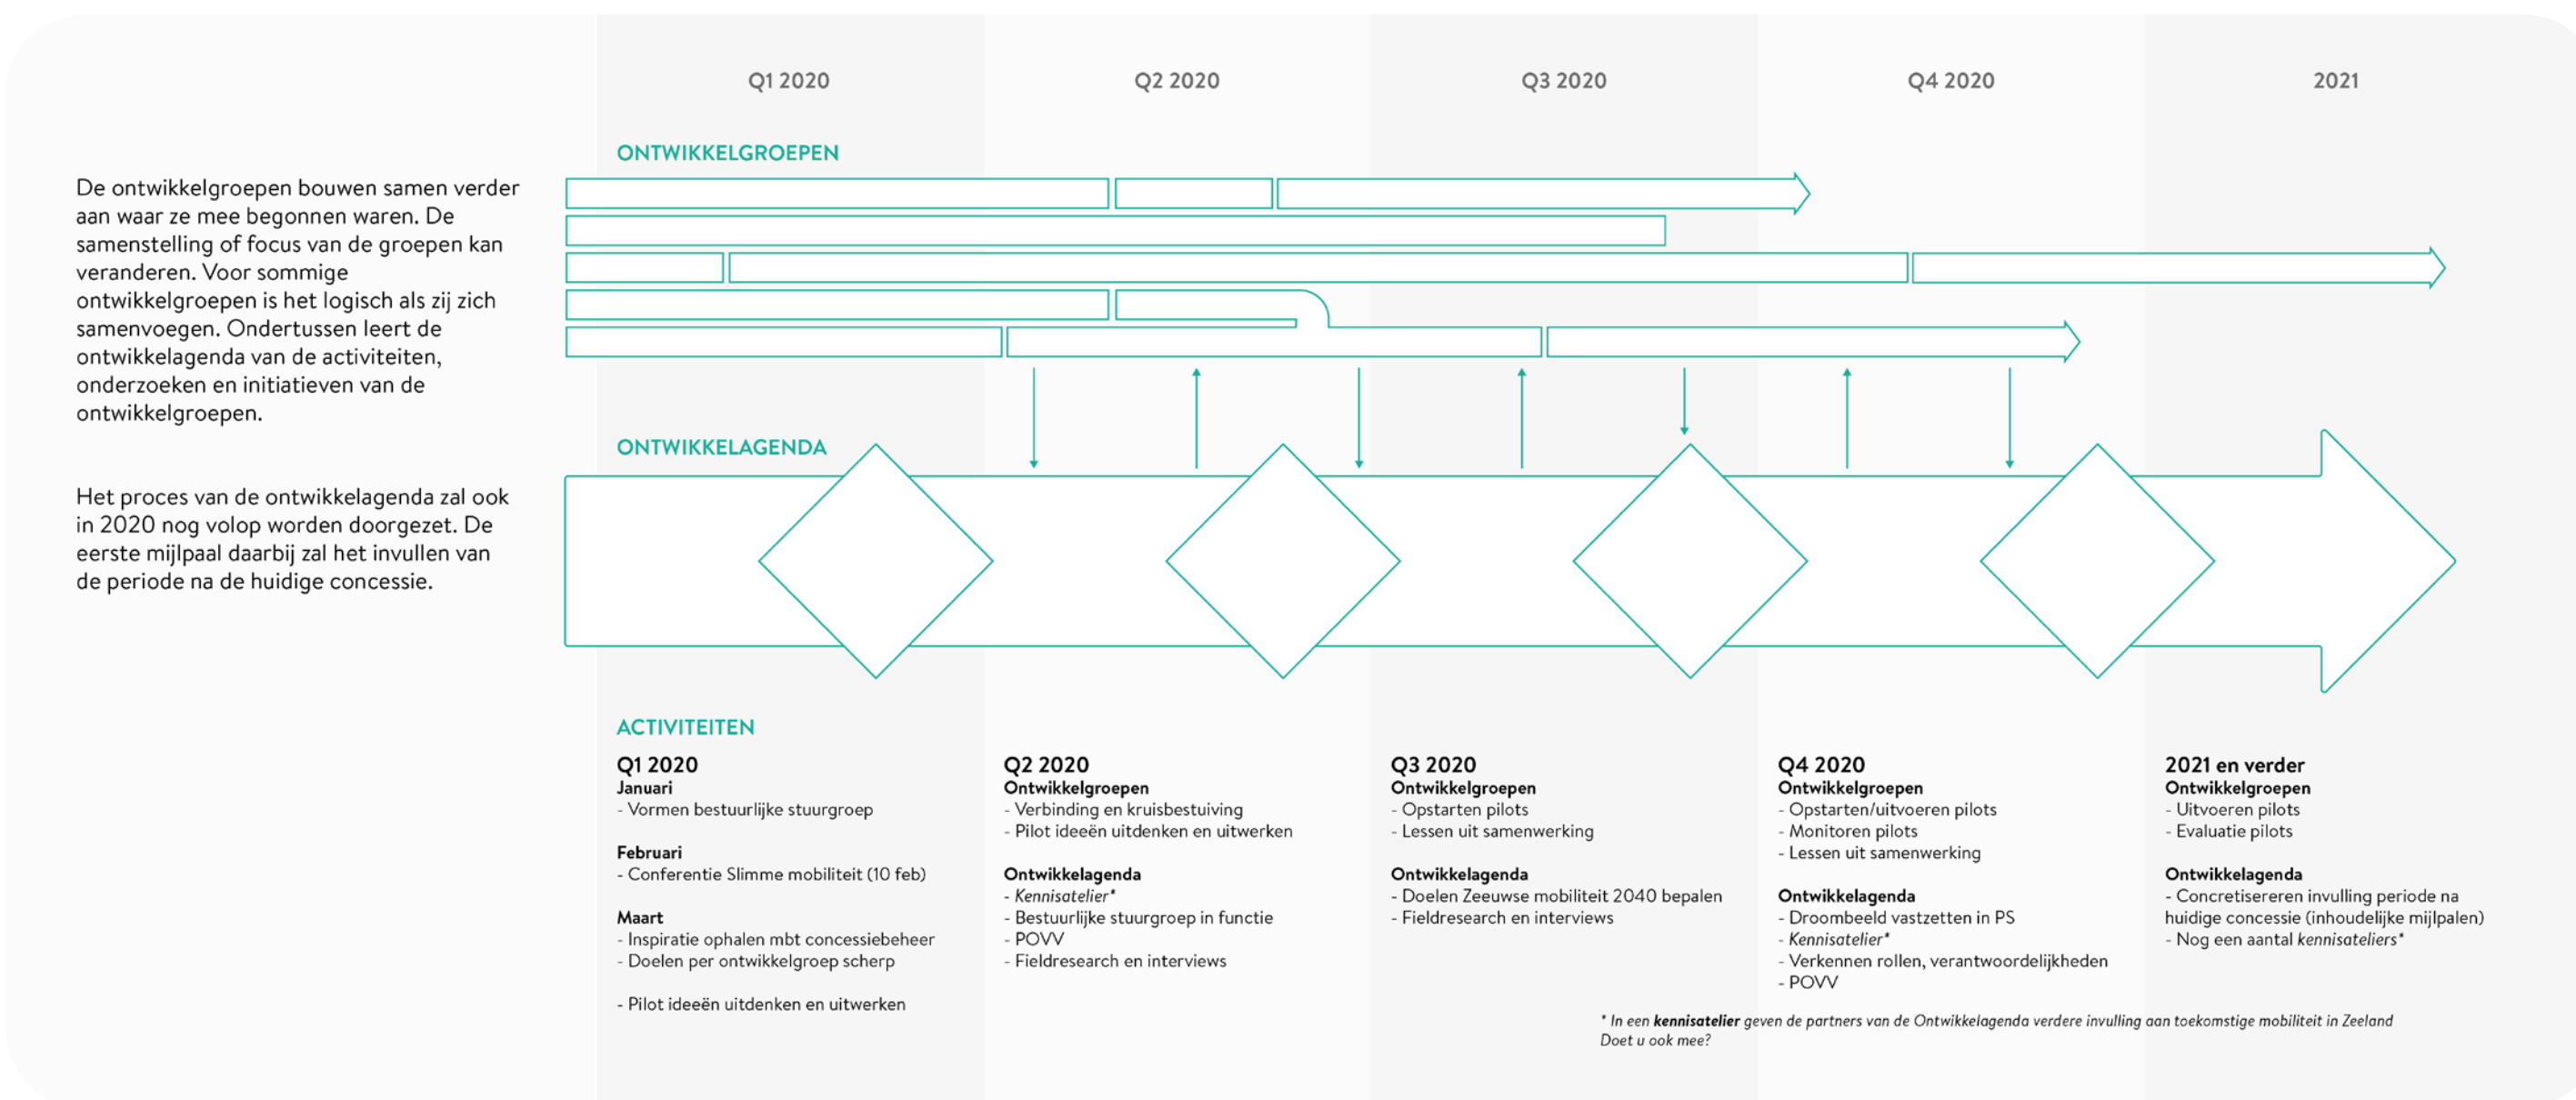 Q1 2020
Q2 2020
Q3 2020
Q4 2020
2021
De ontwikkelgroepen bouwen samen verder
aan waar ze mee begonnen waren. De
samenstelling of focus van de groepen kan
veranderen. Voor sommige
ontwikkelgroepen is het logisch als zij zich
samenvoegen. Ondertussen leert de
ontwikkelagenda van de activiteiten,
onderzoeken en initiatieven van de
ontwikkelgroepen.
Het proces van de ontwikkelagenda zal ook
in 2020 nog volop worden doorgezet. De
eerste mijlpaal daarbij zal het invullen van
de periode na de huidige concessie.
ONTWIKKELGROEPEN
ONTWIKKELAGENDA
ACTIVITEITEN
Q1 2020
Januari
- Vormen bestuurlijke stuurgroep
Februari
- Conferentie Slimme mobiliteit (10 feb)
Maart
- Inspiratie ophalen mbt concessiebeheer
- Doelen per ontwikkelgroep scherp
- Pilot ideeën uitdenken en uitwerken
Q2 2020
Ontwikkelgroepen
- Verbinding en kruisbestuiving
- Pilot ideeën uitdenken en uitwerken
Ontwikkelagenda
- Kennisatelier*
- Bestuurlijke stuurgroep in functie
- POVV
- Fieldresearch en interviews
Q3 2020
Ontwikkelgroepen
- Opstarten pilots
- Lessen uit samenwerking
Ontwikkelagenda
- Doelen Zeeuwse mobiliteit 2040 bepalen
- Fieldresearch en interviews
Q4 2020
Ontwikkelgroepen
- Opstarten/uitvoeren pilots
- Monitoren pilots
- Lessen uit samenwerking
Ontwikkelagenda
- Droombeeld vastzetten in PS
- Kennisatelier*
- Verkennen rollen, verantwoordelijkheden
- POVV
2021 en verder
Ontwikkelgroepen
- Uitvoeren pilots
- Evaluatie pilots
Ontwikkelagenda
- Concretisereren invulling periode na
huidige concessie (inhoudelijke mijlpalen)
- Nog een aantal kennisateliers*
* In een kennisatelier geven de partners van de Ontwikkelagenda verdere invulling aan toekomstige mobiliteit in Zeeland
Doet u ook mee?